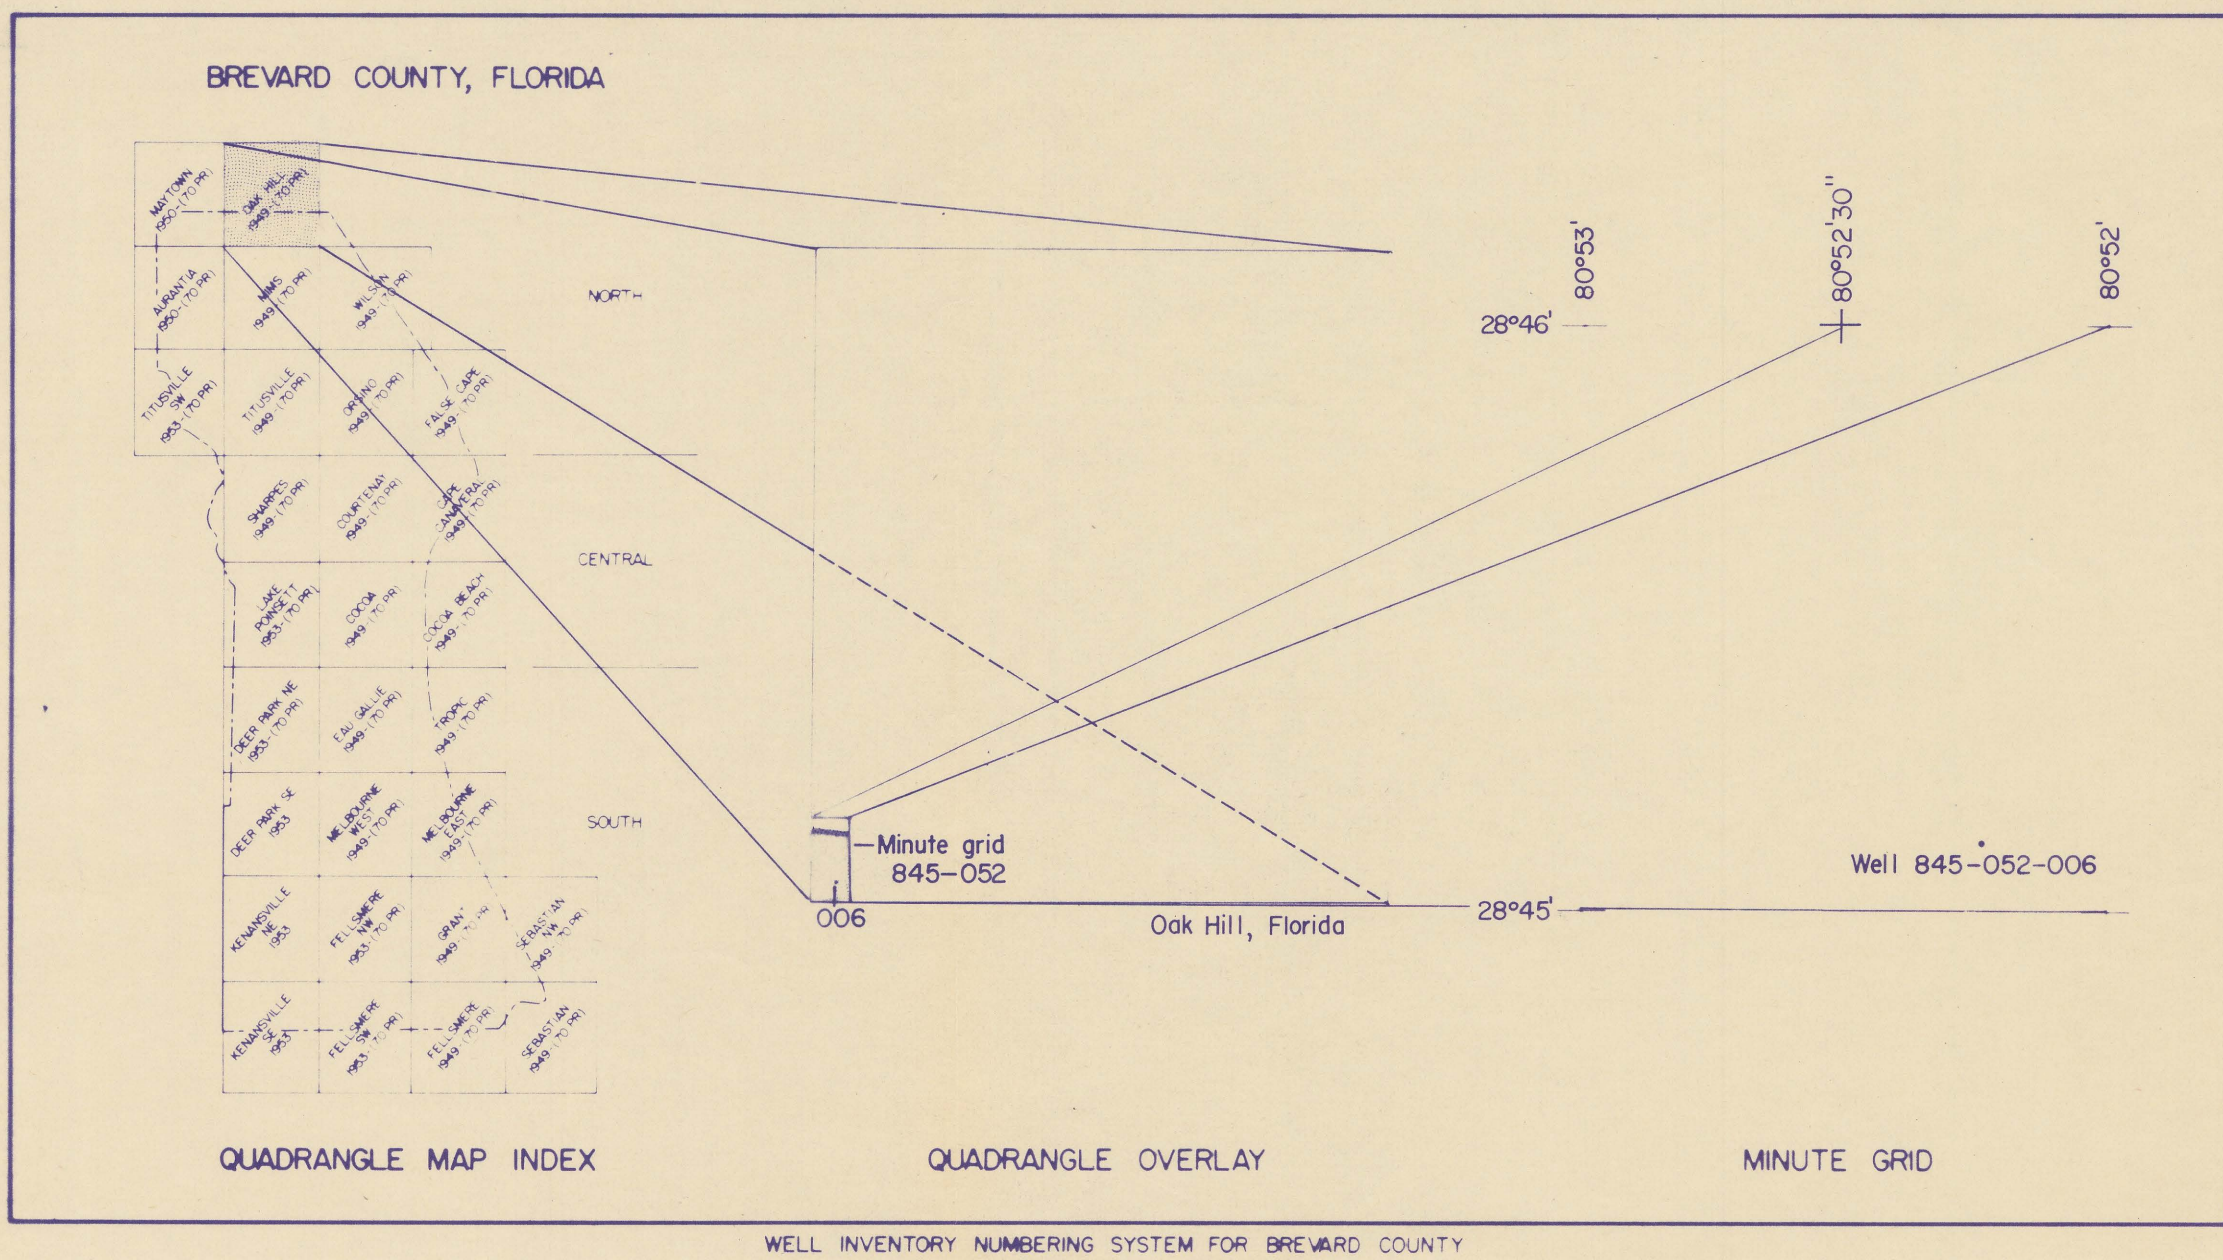 BREVARD COUNTY, FLORIDA
MAYTOWN
1950-(70 PR)
OAK HILL
1949-(70 PR)
AURANTIA
1950-(70 PR)
MIMS
1949-(70 PR)
WILSON
1949-(70 PR)
TITUSVILLE
SW
1953-(70 PR)
TITUSVILLE
1949-(70 PR)
ORSINO
1949-(70 PR)
FALSE CAPE
1949-(70 PR)
SHARPES
1949-(70 PR)
COURTENAY
1949-(70 PR)
CAPE
CANAVERAL
1949-(70 PR)
LAKE
POINSETT
1953-(70 PR)
COCOA
1949-(70 PR)
COCOA BEACH
1949-(70 PR)
DEER PARK NE
1953-(70 PR)
EAU GALLIE
1949-(70 PR)
TROPIC
1949-(70 PR)
DEER PARK SE
1953
MELBOURNE
WEST
1949-(70 PR)
MELBOURNE
EAST
1949-(70 PR)
KENANSVILLE
NE
1953
FELLSMERE
NW
1953-(70 PR)
GRANT
1949-(70 PR)
SEBASTIAN
NW
1949-(70 PR)
KENANSVILLE
SE
1953
FELLSMERE
SW
1953-(70 PR)
FELLSMERE
1949-(70 PR)
SEBASTIAN
1949-(70 PR)
NORTH
CENTRAL
SOUTH
Minute grid
845-052
006
Oak Hill, Florida
80°53'
80°52'30"
80°52'
28°46'
Well 845-052-006
28°45'
QUADRANGLE MAP INDEX
QUADRANGLE OVERLAY
MINUTE GRID
WELL INVENTORY NUMBERING SYSTEM FOR BREVARD COUNTY